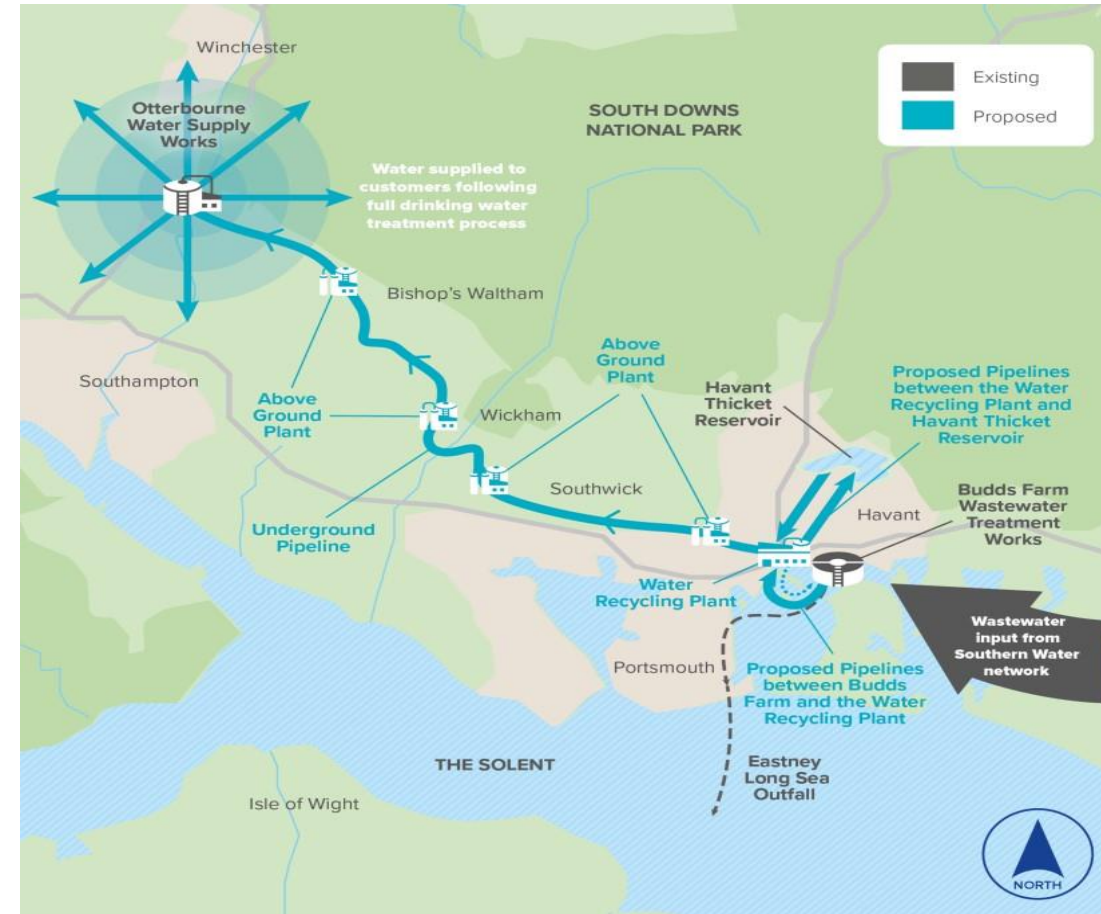 Winchester
Otterbourne
Water Supply
Works
SOUTH DOWNS
NATIONAL PARK
Existing
Proposed
Water supplied to
customers following
full drinking water
treatment process
Bishop's Waltham
Southampton
Above
Ground
Plant
Wickham
Above
Ground
Plant
Havant
Thicket
Reservoir
Proposed Pipelines
between the Water
Recycling Plant and
Havant Thicket
Reservoir
Southwick
Havant
Budds Farm
Wastewater
Treatment
Works
Underground
Pipeline
Water
Recycling Plant
Wastewater
input from
Southern Water
network
Portsmouth
Proposed Pipelines
between Budds
Farm and the Water
Recycling Plant
THE SOLENT
Eastney
Long Sea
Outfall
Isle of Wight
NORTH